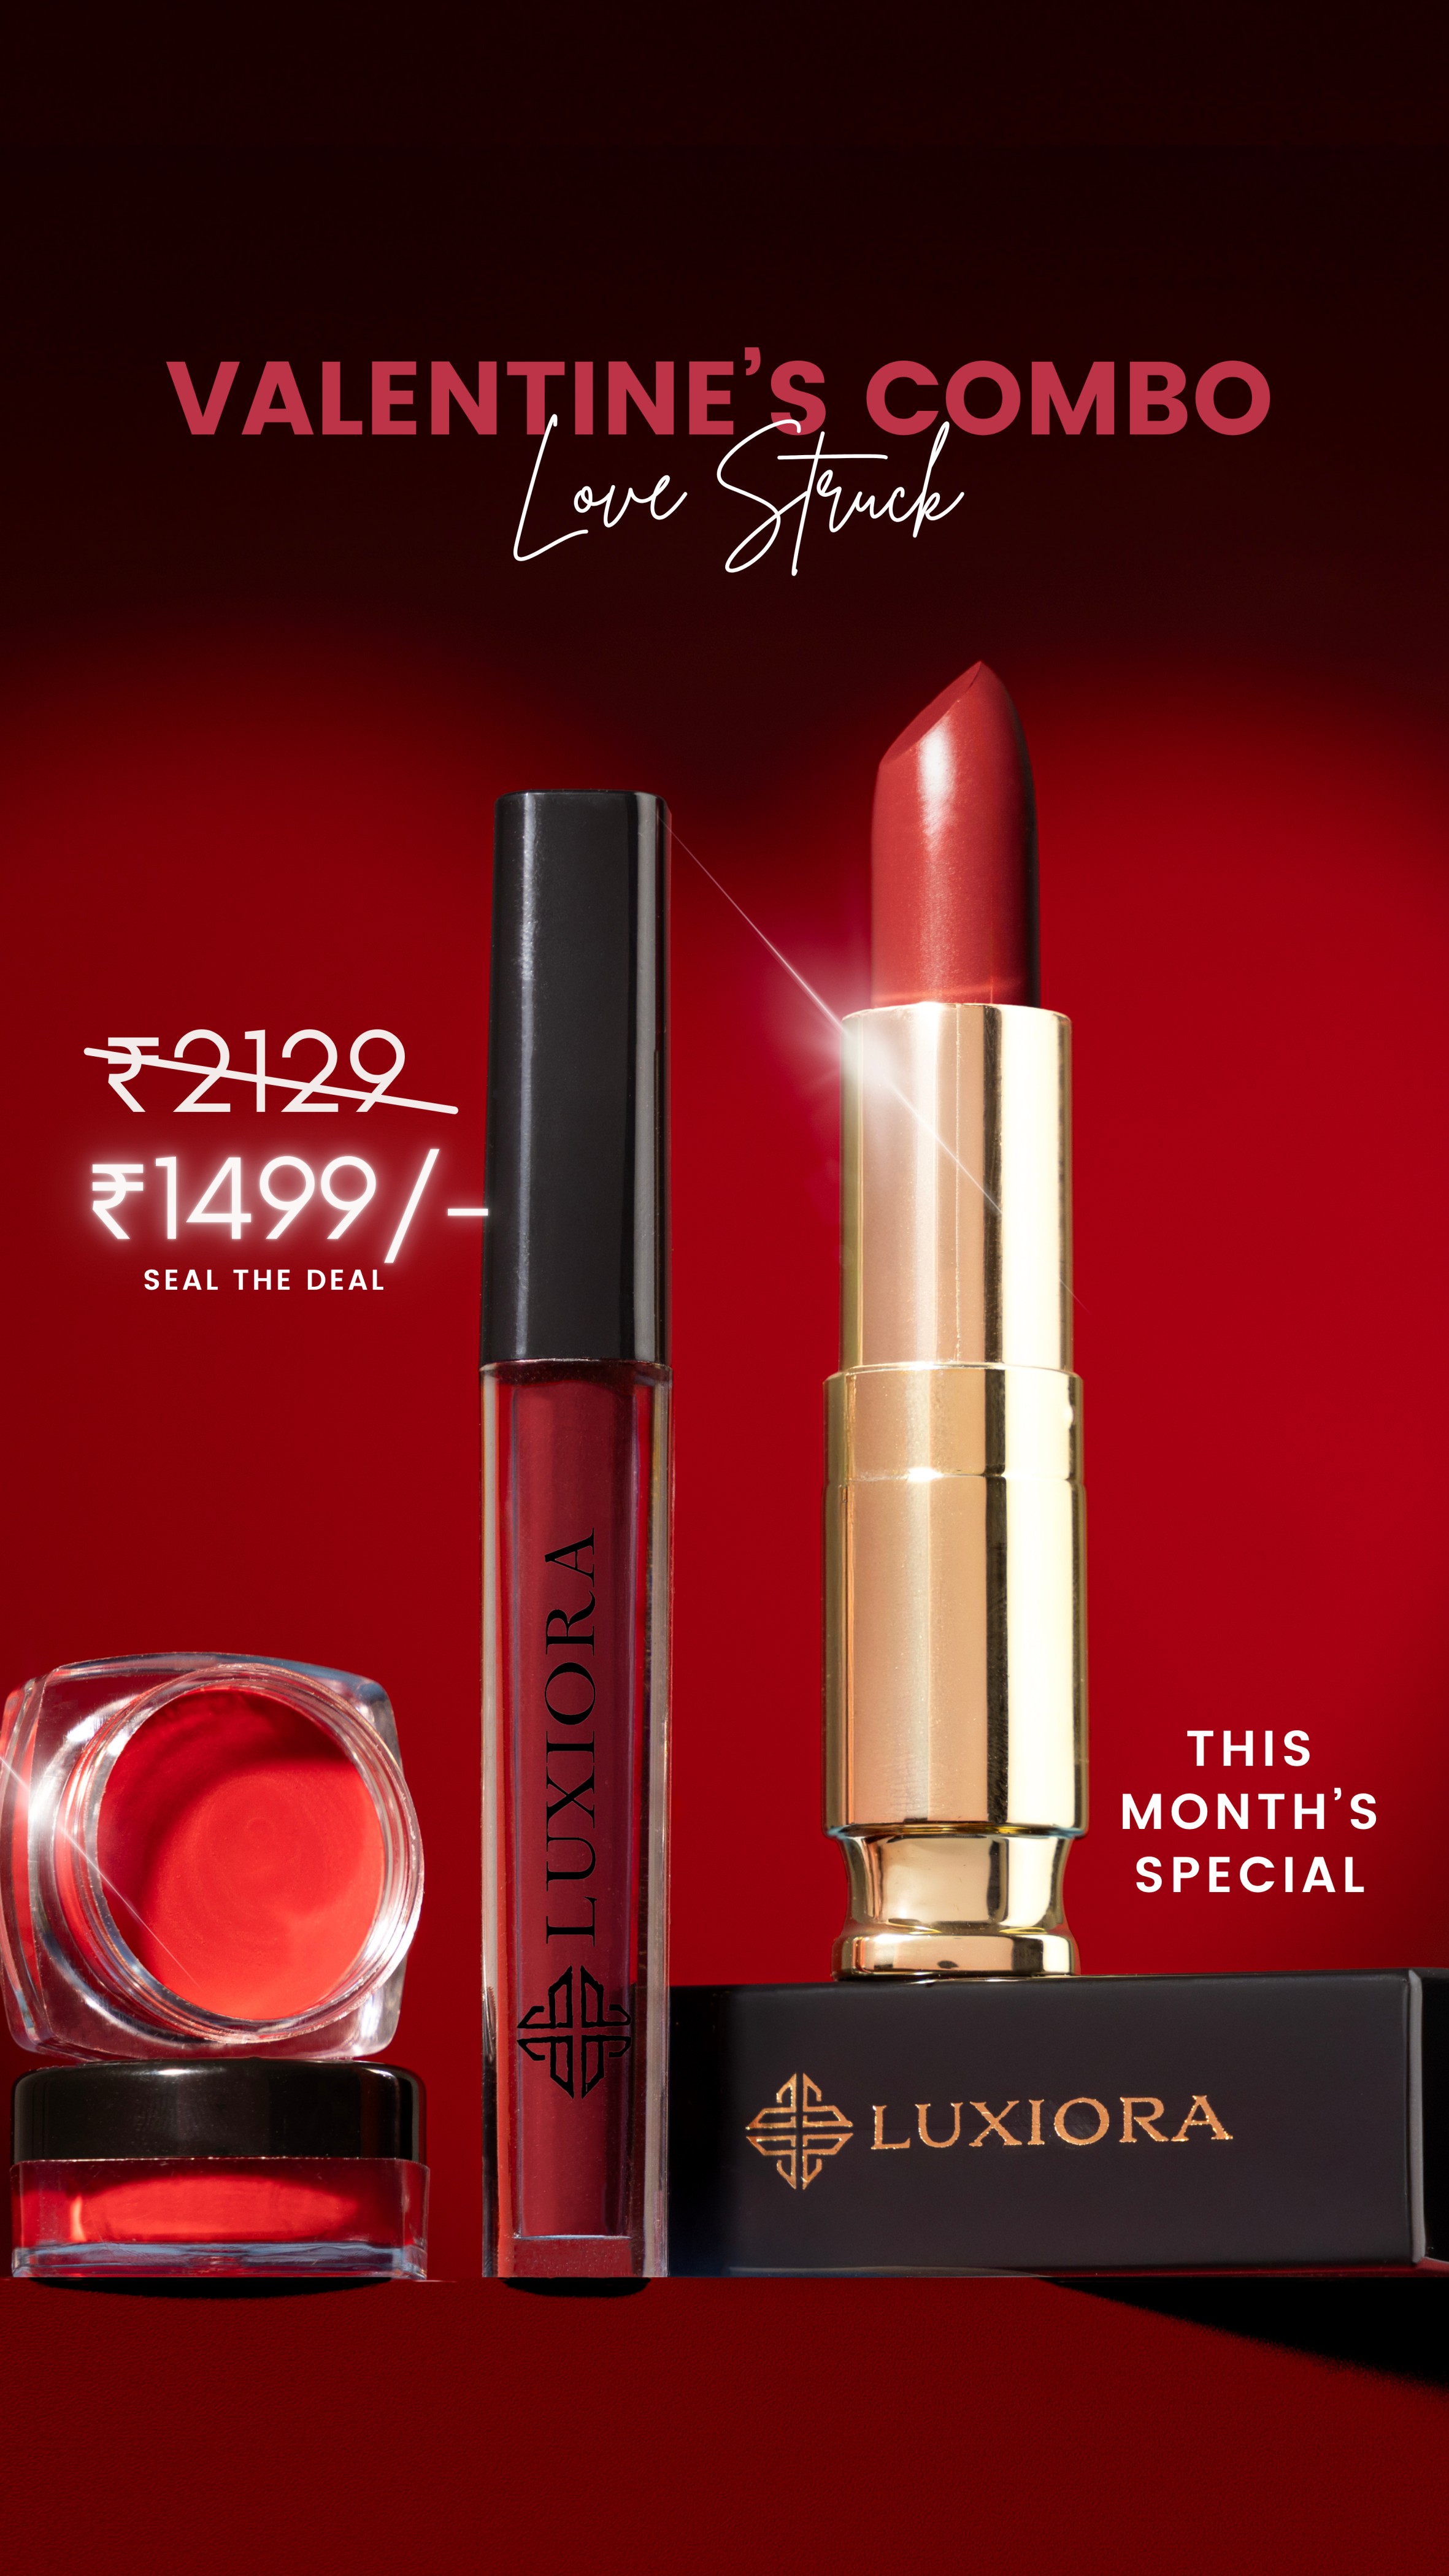 VALENTINE’S COMBO
Love Struck
₹2129
₹1499/-
SEAL THE DEAL
LUXIORA
THIS
MONTH’S
SPECIAL
LUXIORA